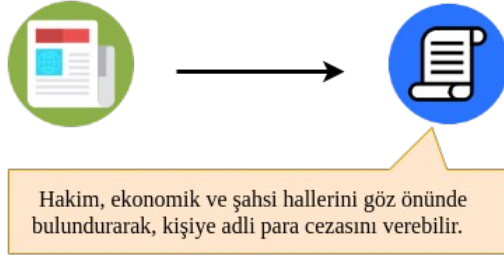 Hakim, ekonomik ve şahsi hallerini göz önünde
bulundurarak, kişiye adli para cezasını verebilir.